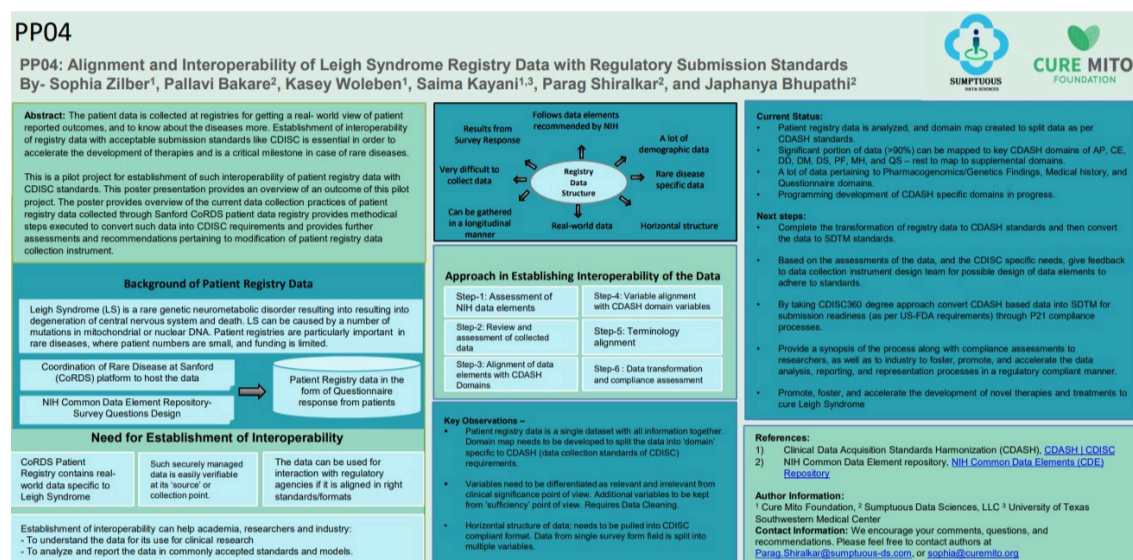 PP04
PP04: Alignment and Interoperability of Leigh Syndrome Registry Data with Regulatory Submission Standards
By- Sophia Zilber¹, Pallavi Bakare², Kasey Woleben¹, Saima Kayani¹,³, Parag Shiralkar², and Japhanya Bhupathi²
SUMPTUOUS
DATA SCIENCES
CURE MITO
FOUNDATION
Abstract: The patient data is collected at registries for getting a real- world view of patient
reported outcomes, and to know about the diseases more. Establishment of interoperability
of registry data with acceptable submission standards like CDISC is essential in order to
accelerate the development of therapies and is a critical milestone in case of rare diseases.
This is a pilot project for establishment of such interoperability of patient registry data with
CDISC standards. This poster presentation provides an overview of an outcome of this pilot
project. The poster provides overview of the current data collection practices of patient
registry data collected through Sanford CoRDS patient data registry provides methodical
steps executed to convert such data into CDISC requirements and provides further
assessments and recommendations pertaining to modification of patient registry data
collection instrument.
Background of Patient Registry Data
Leigh Syndrome (LS) is a rare genetic neurometabolic disorder resulting into resulting into
degeneration of central nervous system and death. LS can be caused by a number of
mutations in mitochondrial or nuclear DNA. Patient registries are particularly important in
rare diseases, where patient numbers are small, and funding is limited.
Coordination of Rare Disease at Sanford
(CoRDS) platform to host the data
NIH Common Data Element Repository-
Survey Questions Design
Patient Registry data in the
form of Questionnaire
response from patients
Need for Establishment of Interoperability
CoRDS Patient
Registry contains real-
world data specific to
Leigh Syndrome
Such securely managed
data is easily verifiable
at its 'source' or
collection point.
The data can be used for
interaction with regulatory
agencies if it is aligned in right
standards/formats
Establishment of interoperability can help academia, researchers and industry:
- To understand the data for its use for clinical research
- To analyze and report the data in commonly accepted standards and models.
Follows data elements
recommended by NIH
Results from
Survey Response
A lot of
demographic data
Very difficult to
collect data
Registry
Data
Structure
Rare disease
specific data
Can be gathered
in a longitudinal
manner
Real-world data
Horizontal structure
Approach in Establishing Interoperability of the Data
Step-1: Assessment of
NIH data elements
Step-2: Review and
assessment of collected
data
Step-3: Alignment of data
elements with CDASH
Domains
Step-4: Variable alignment
with CDASH domain variables
Step-5: Terminology
alignment
Step-6 : Data transformation
and compliance assessment
Key Observations –
• Patient registry data is a single dataset with all information together.
Domain map needs to be developed to split the data into 'domain'
specific to CDASH (data collection standards of CDISC)
requirements.
• Variables need to be differentiated as relevant and irrelevant from
clinical significance point of view. Additional variables to be kept
from 'sufficiency' point of view. Requires Data Cleaning.
• Horizontal structure of data; needs to be pulled into CDISC
compliant format. Data from single survey form field is split into
multiple variables.
Current Status:
• Patient registry data is analyzed, and domain map created to split data as per
CDASH standards.
• Significant portion of data (>90%) can be mapped to key CDASH domains of AP, CE,
DD, DM, DS, PF, MH, and QS – rest to map to supplemental domains.
• A lot of data pertaining to Pharmacogenomics/Genetics Findings, Medical history, and
Questionnaire domains.
• Programming development of CDASH specific domains in progress.
Next steps:
• Complete the transformation of registry data to CDASH standards and then convert
the data to SDTM standards.
• Based on the assessments of the data, and the CDISC specific needs, give feedback
to data collection instrument design team for possible design of data elements to
adhere to standards.
• By taking CDISC360 degree approach convert CDASH based data into SDTM for
submission readiness (as per US-FDA requirements) through P21 compliance
processes.
• Provide a synopsis of the process along with compliance assessments to
researchers, as well as to industry to foster, promote, and accelerate the data
analysis, reporting, and representation processes in a regulatory compliant manner.
• Promote, foster, and accelerate the development of novel therapies and treatments to
cure Leigh Syndrome
References:
1) Clinical Data Acquisition Standards Harmonization (CDASH), CDASH | CDISC
2) NIH Common Data Element repository, NIH Common Data Elements (CDE)
Repository
Author Information:
¹ Cure Mito Foundation, ² Sumptuous Data Sciences, LLC ³ University of Texas
Southwestern Medical Center
Contact Information: We encourage your comments, questions, and
recommendations. Please feel free to contact authors at
Parag.Shiralkar@sumptuous-ds.com, or sophia@curemito.org